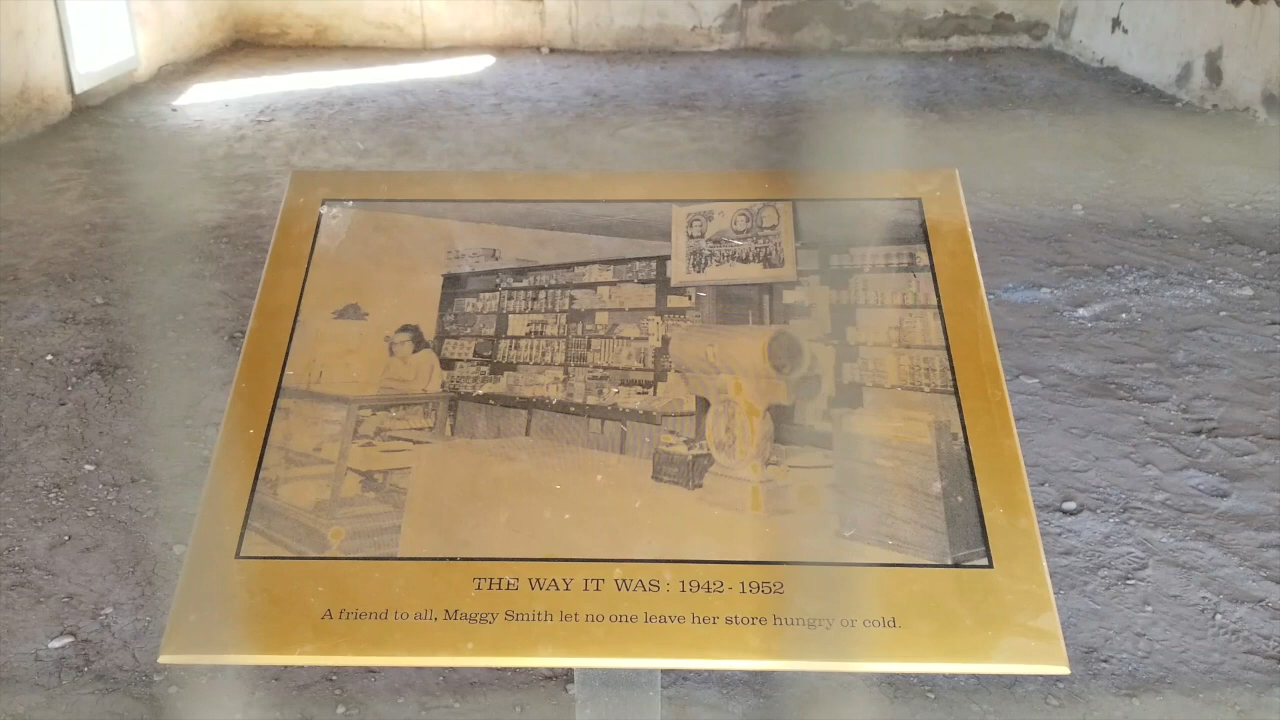 THE WAY IT WAS: 1942-1952
A friend to all, Maggy Smith let no one leave her store hungry or cold.